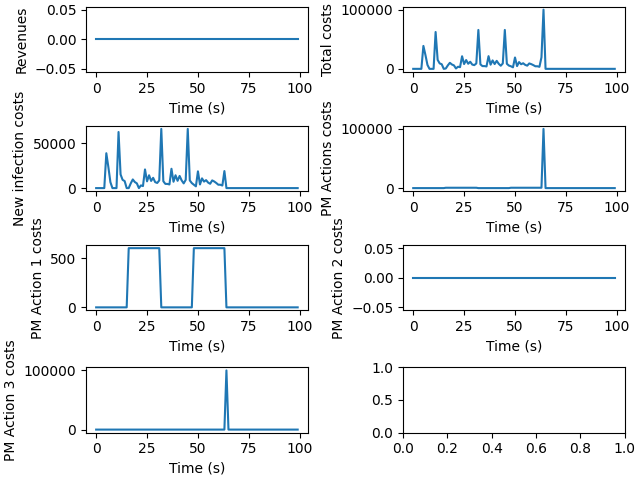 Revenues
0.05
0.00
−0.05
0 25 50 75 100
Time (s)
Total costs
100000
0
0 25 50 75 100
Time (s)
New infection costs
50000
0
0 25 50 75 100
Time (s)
PM Actions costs
100000
0
0 25 50 75 100
Time (s)
PM Action 1 costs
500
0
0 25 50 75 100
Time (s)
PM Action 2 costs
0.05
0.00
−0.05
0 25 50 75 100
Time (s)
PM Action 3 costs
100000
0
0 25 50 75 100
Time (s)
1.0
0.5
0.0
0.0 0.2 0.4 0.6 0.8 1.0